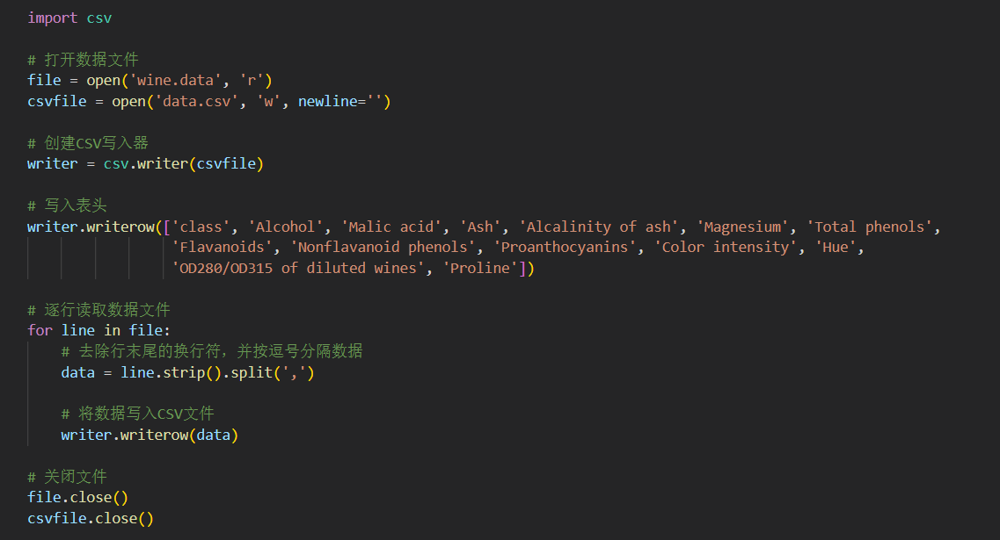 import csv
# 打开数据文件
file = open('wine.data', 'r')
csvfile = open('data.csv', 'w', newline='')
# 创建CSV写入器
writer = csv.writer(csvfile)
# 写入表头
writer.writerow(['class', 'Alcohol', 'Malic acid', 'Ash', 'Alcalinity of ash', 'Magnesium', 'Total phenols',
'Flavanoids', 'Nonflavanoid phenols', 'Proanthocyanins', 'Color intensity', 'Hue',
'OD280/OD315 of diluted wines', 'Proline'])
# 逐行读取数据文件
for line in file:
# 去除行末尾的换行符，并按逗号分隔数据
data = line.strip().split(',')
# 将数据写入CSV文件
writer.writerow(data)
# 关闭文件
file.close()
csvfile.close()